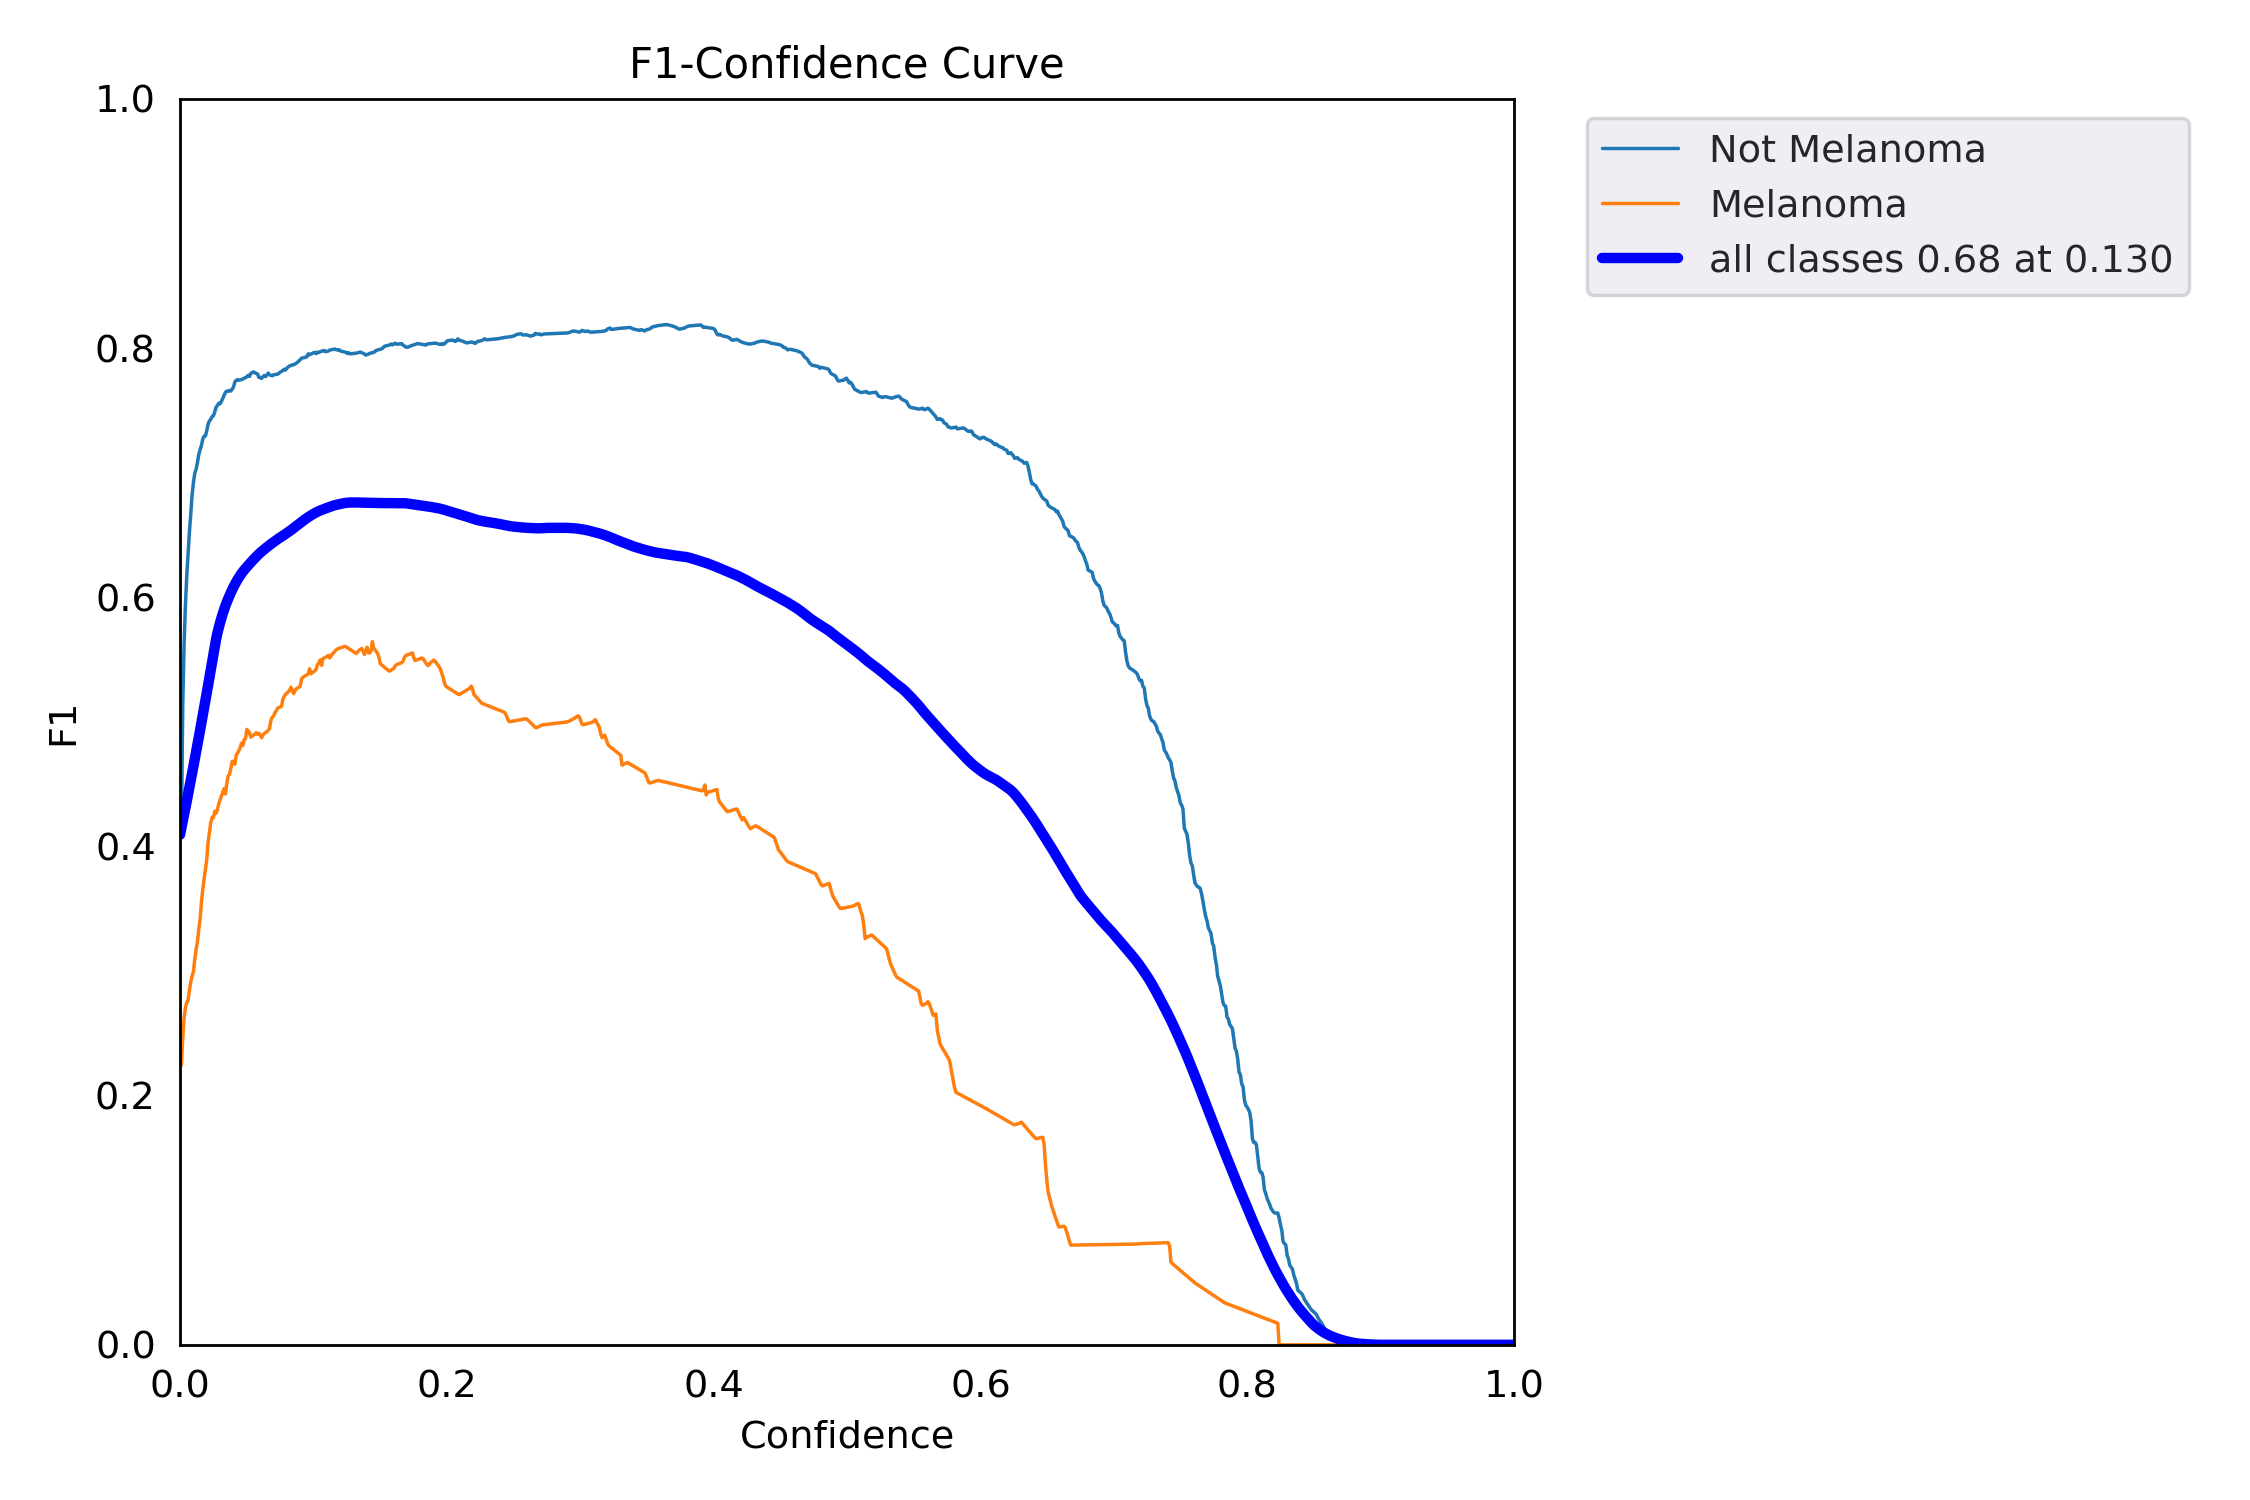 F1-Confidence Curve
1.0
0.8
0.6
0.4
0.2
0.0
F1
0.0 0.2 0.4 0.6 0.8 1.0
Confidence
Not Melanoma
Melanoma
all classes 0.68 at 0.130